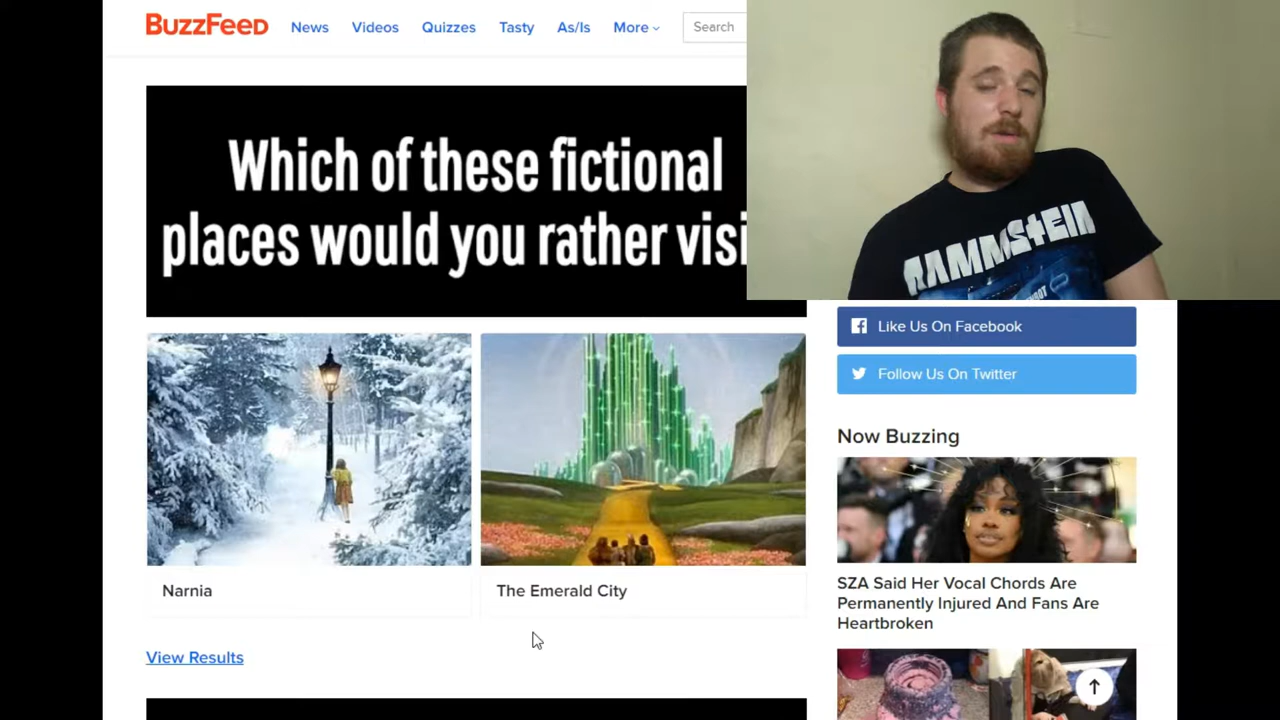 BuzzFeed
News Videos Quizzes Tasty As/Is More Search
Which of these fictional
places would you rather
RAMMSTEIN
Like Us On Facebook
Follow Us On Twitter
Now Buzzing
SZA Said Her Vocal Chords Are
Permanently Injured And Fans Are
Heartbroken
Narnia
The Emerald City
View Results